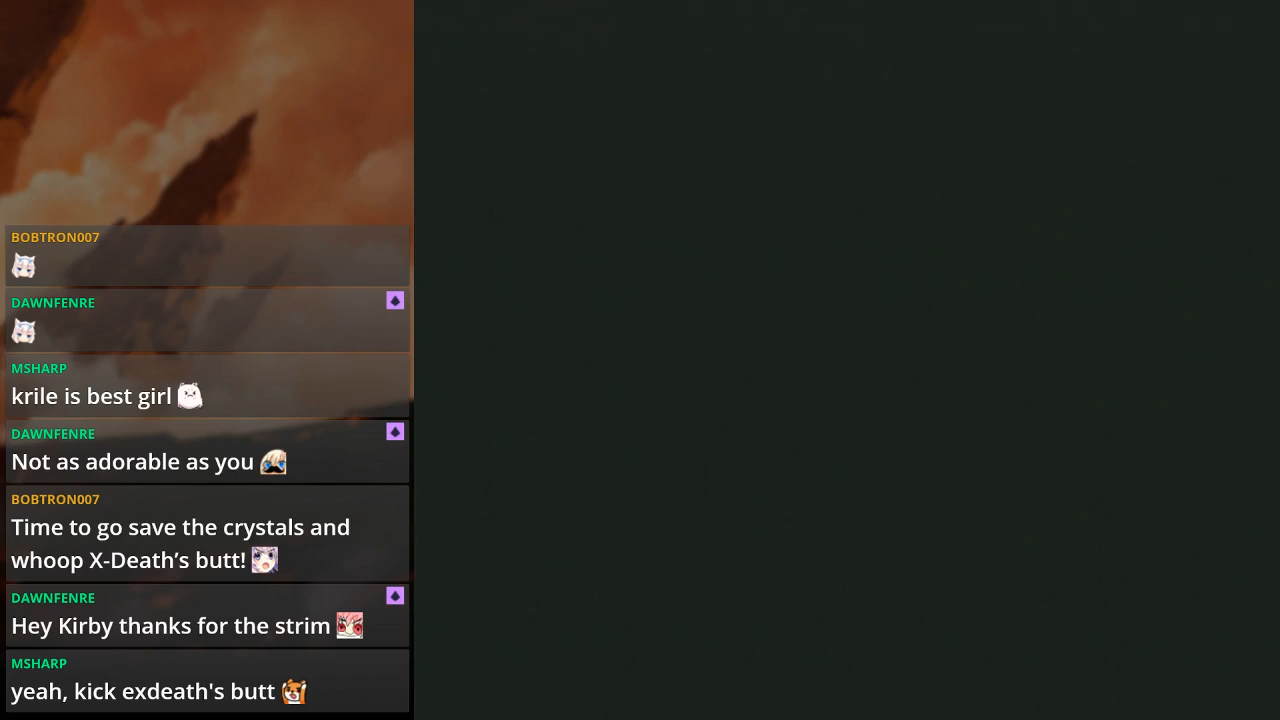 BOBTRON007
DAWNFENRE
MSHARP
krile is best girl
DAWNFENRE
Not as adorable as you
BOBTRON007
Time to go save the crystals and
whoop X-Death’s butt!
DAWNFENRE
Hey Kirby thanks for the strim
MSHARP
yeah, kick exdeath's butt